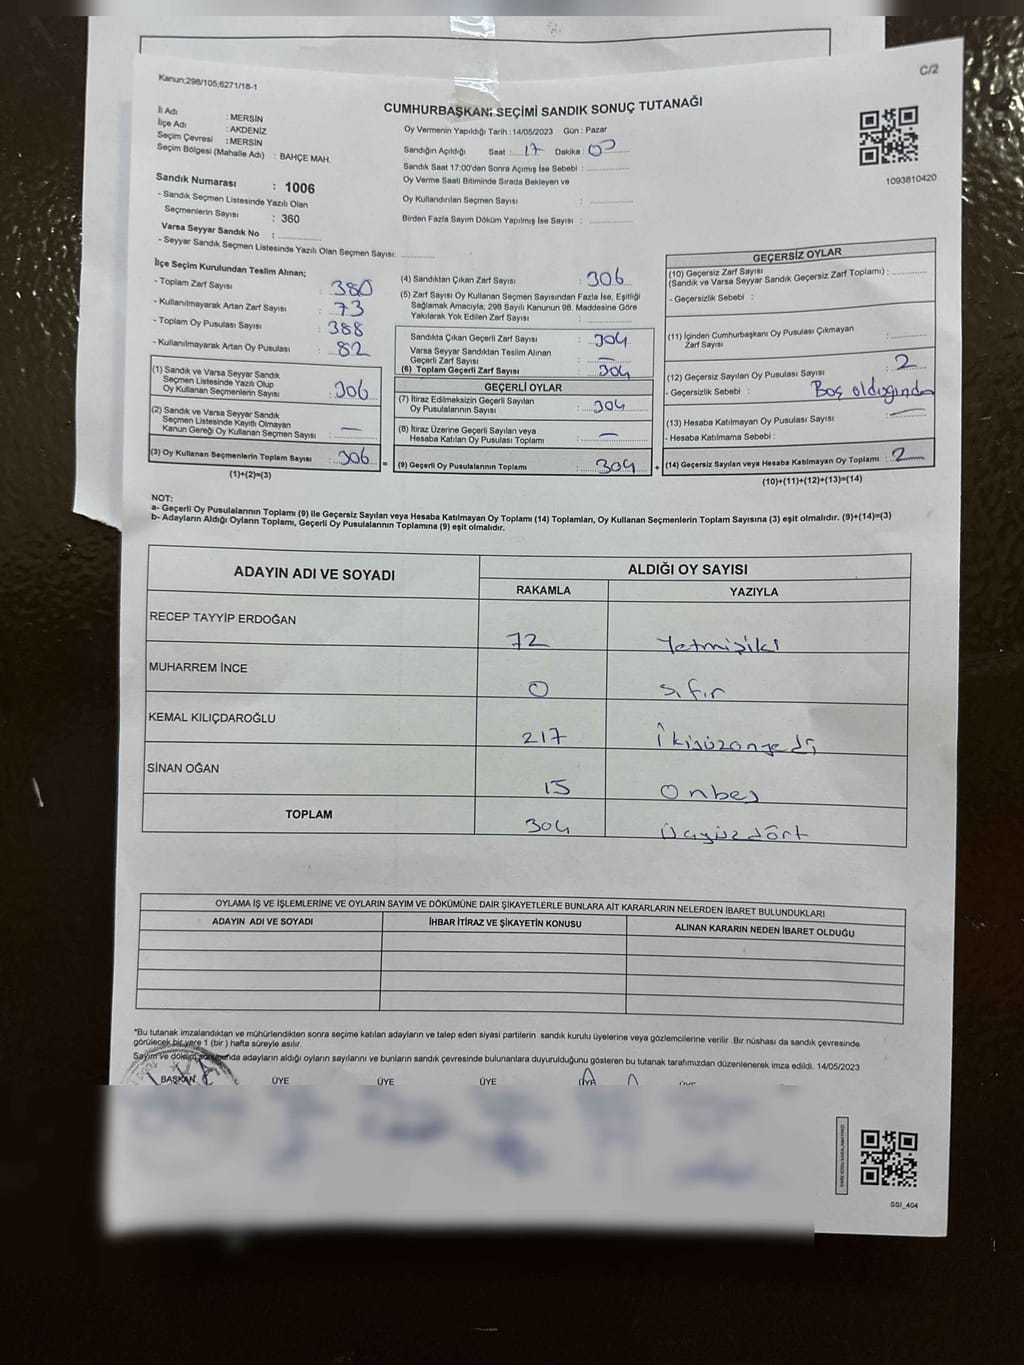 C/2
Kanun;298/105;6271/18-1
CUMHURBAŞKANI SEÇİMİ SANDIK SONUÇ TUTANAĞI
İl Adı : MERSİN
İlçe Adı : AKDENİZ
Seçim Çevresi : MERSİN
Seçim Bölgesi (Mahalle Adı) : BAHÇE MAH.
Sandık Numarası : 1006
- Sandık Seçmen Listesinde Yazılı Olan
Seçmenlerin Sayısı : 360
Varsa Seyyar Sandık No :
- Seyyar Sandık Seçmen Listesinde Yazılı Olan Seçmen Sayısı:
Oy Vermenin Yapıldığı Tarih : 14/05/2023 Gün : Pazar
Sandığın Açıldığı Saat : 17 Dakika : 00
Sandık Saat 17:00'den Sonra Açılmış İse Sebebi :
Oy Verme Saati Bitiminde Sırada Bekleyen ve
Oy Kullandırılan Seçmen Sayısı :
Birden Fazla Sayım Döküm Yapılmış İse Sayısı :
1093810420
İlçe Seçim Kurulundan Teslim Alınan;
- Toplam Zarf Sayısı : 380
- Kullanılmayarak Artan Zarf Sayısı : 73
- Toplam Oy Pusulası Sayısı : 388
- Kullanılmayarak Artan Oy Pusulası : 82
(1) Sandık ve Varsa Seyyar Sandık
Seçmen Listesinde Yazılı Olup
Oy Kullanan Seçmenlerin Sayısı : 306
(2) Sandık ve Varsa Seyyar Sandık
Seçmen Listesinde Kayıtlı Olmayan
Kanun Gereği Oy Kullanan Seçmen Sayısı : —
(3) Oy Kullanan Seçmenlerin Toplam Sayısı : 306
(1)+(2)=(3)
=
(4) Sandıktan Çıkan Zarf Sayısı : 306
(5) Zarf Sayısı Oy Kullanan Seçmen Sayısından Fazla İse, Eşitliği
Sağlamak Amacıyla, 298 Sayılı Kanunun 98. Maddesine Göre
Yakılarak Yok Edilen Zarf Sayısı :
Sandıkta Çıkan Geçerli Zarf Sayısı : 304
Varsa Seyyar Sandıktan Teslim Alınan
Geçerli Zarf Sayısı : —
(6) Toplam Geçerli Zarf Sayısı : 304
GEÇERLİ OYLAR
(7) İtiraz Edilmeksizin Geçerli Sayılan
Oy Pusulalarının Sayısı : 304
(8) İtiraz Üzerine Geçerli Sayılan veya
Hesaba Katılan Oy Pusulası Toplamı : —
(9) Geçerli Oy Pusulalarının Toplamı : 304
+
GEÇERSİZ OYLAR
(10) Geçersiz Zarf Sayısı
(Sandık ve Varsa Seyyar Sandık Geçersiz Zarf Toplamı) :
- Geçersizlik Sebebi :
(11) İçinden Cumhurbaşkanı Oy Pusulası Çıkmayan
Zarf Sayısı :
(12) Geçersiz Sayılan Oy Pusulası Sayısı : 2
- Geçersizlik Sebebi : Boş olduğından
(13) Hesaba Katılmayan Oy Pusulası Sayısı : —
- Hesaba Katılmama Sebebi :
(14) Geçersiz Sayılan veya Hesaba Katılmayan Oy Toplamı : 2
(10)+(11)+(12)+(13)=(14)
NOT:
a- Geçerli Oy Pusulalarının Toplamı (9) ile Geçersiz Sayılan veya Hesaba Katılmayan Oy Toplamı (14) Toplamları, Oy Kullanan Seçmenlerin Toplam Sayısına (3) eşit olmalıdır. (9)+(14)=(3)
b- Adayların Aldığı Oyların Toplamı, Geçerli Oy Pusulalarının Toplamına (9) eşit olmalıdır.
ADAYIN ADI VE SOYADI ALDIĞI OY SAYISI
RAKAMLA YAZIYLA
RECEP TAYYİP ERDOĞAN 72 Yetmişiki
MUHARREM İNCE 0 sıfır
KEMAL KILIÇDAROĞLU 217 İkiyüzonyedi
SİNAN OĞAN 15 Onbeş
TOPLAM 304 Üçyüzdört
OYLAMA İŞ VE İŞLEMLERİNE VE OYLARIN SAYIM VE DÖKÜMÜNE DAİR ŞİKAYETLERLE BUNLARA AİT KARARLARIN NELERDEN İBARET BULUNDUKLARI
ADAYIN ADI VE SOYADI İHBAR İTİRAZ VE ŞİKAYETİN KONUSU ALINAN KARARIN NEDEN İBARET OLDUĞU
*Bu tutanak imzalandıktan ve mühürlendikten sonra seçime katılan adayların ve talep eden siyasi partilerin sandık kurulu üyelerine veya gözlemcilerine verilir .Bir nüshası da sandık çevresinde
görülecek bir yere 1 (bir ) hafta süreyle asılır.
Sayım ve döküm sonunda adayların aldığı oyların sayılarını ve bunların sandık çevresinde bulunanlara duyurulduğunu gösteren bu tutanak tarafımızdan düzenlenerek imza edildi. 14/05/2023
BAŞKAN ÜYE ÜYE ÜYE ÜYE ÜYE
SSI_404